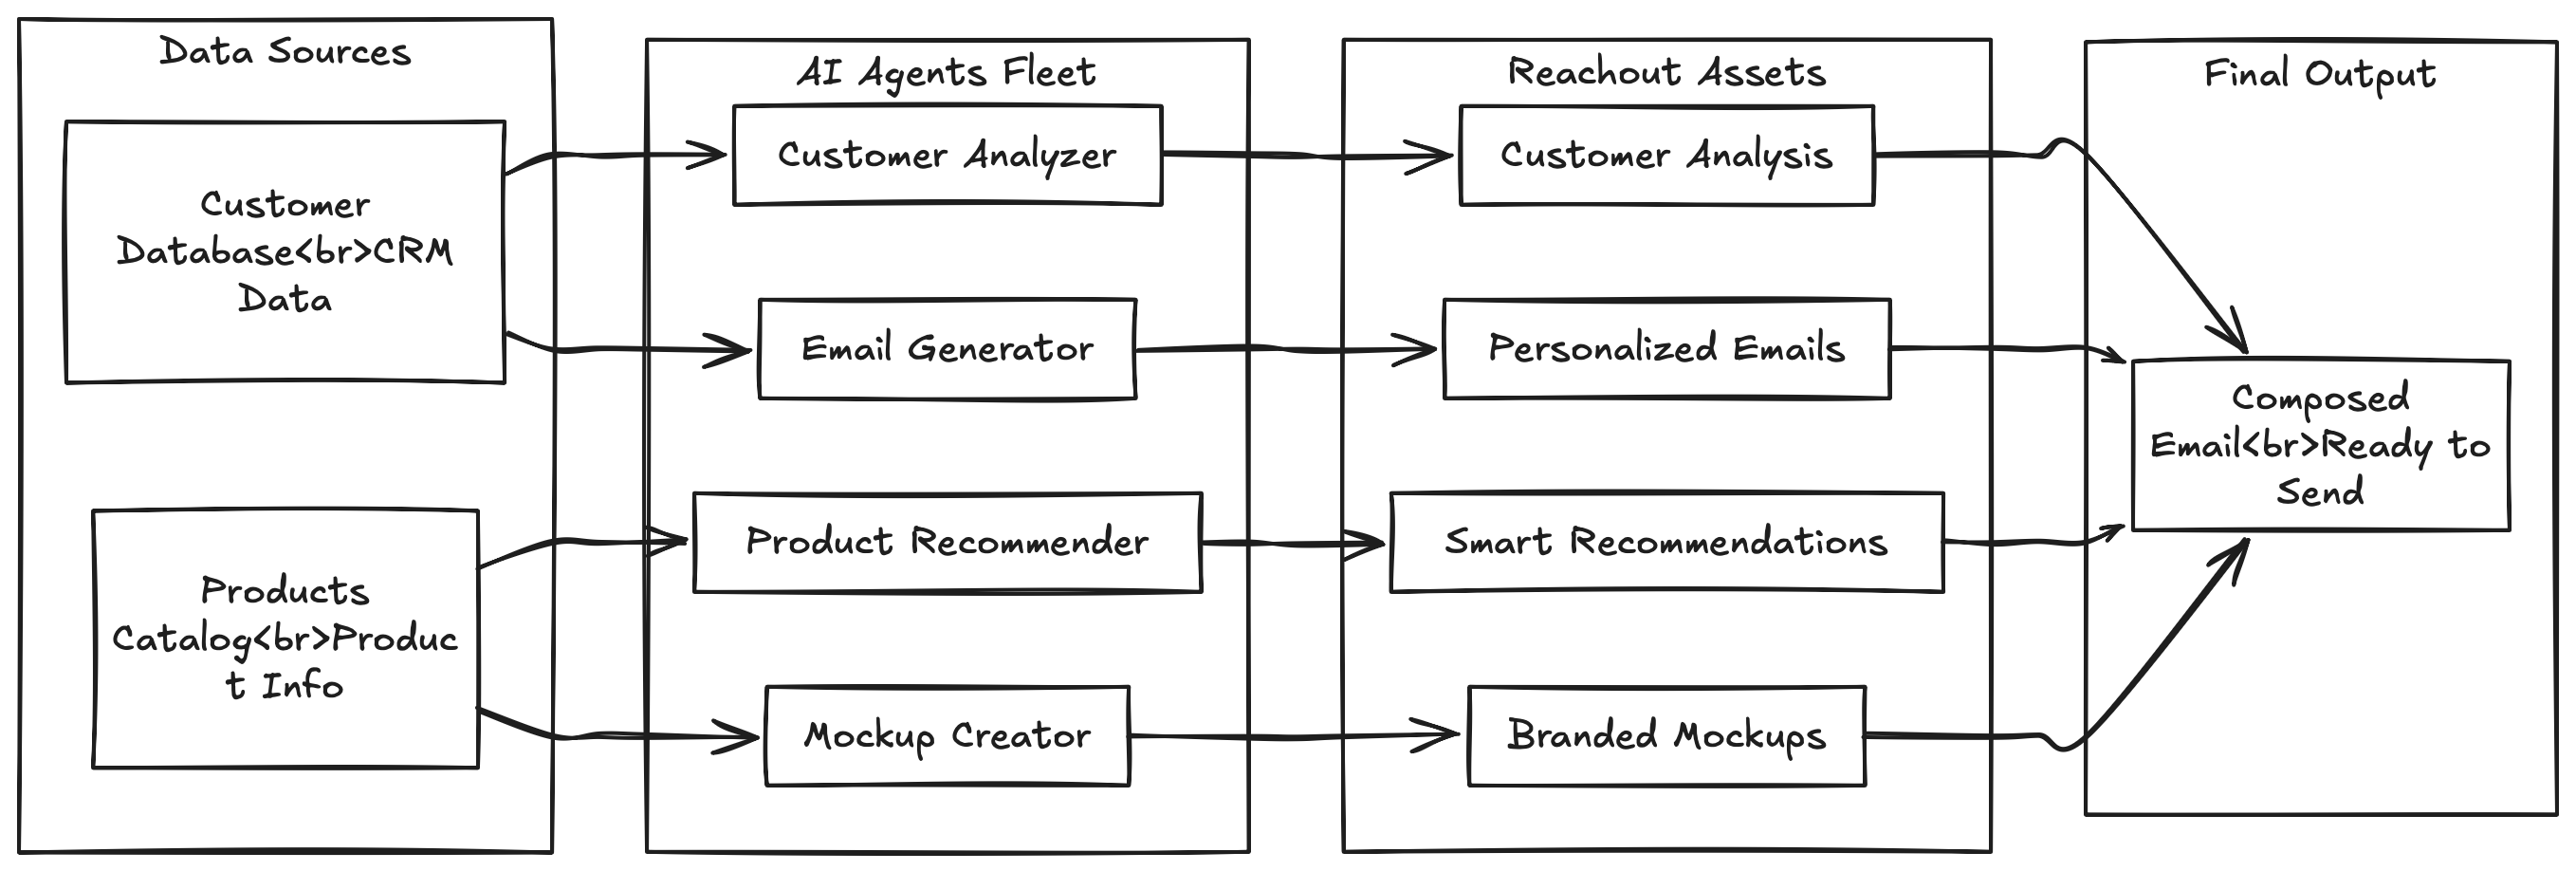 Data Sources
Customer
Database<br>CRM
Data
Products
Catalog<br>Produc
t Info
AI Agents Fleet
Customer Analyzer
Email Generator
Product Recommender
Mockup Creator
Reachout Assets
Customer Analysis
Personalized Emails
Smart Recommendations
Branded Mockups
Final Output
Composed
Email<br>Ready to
Send